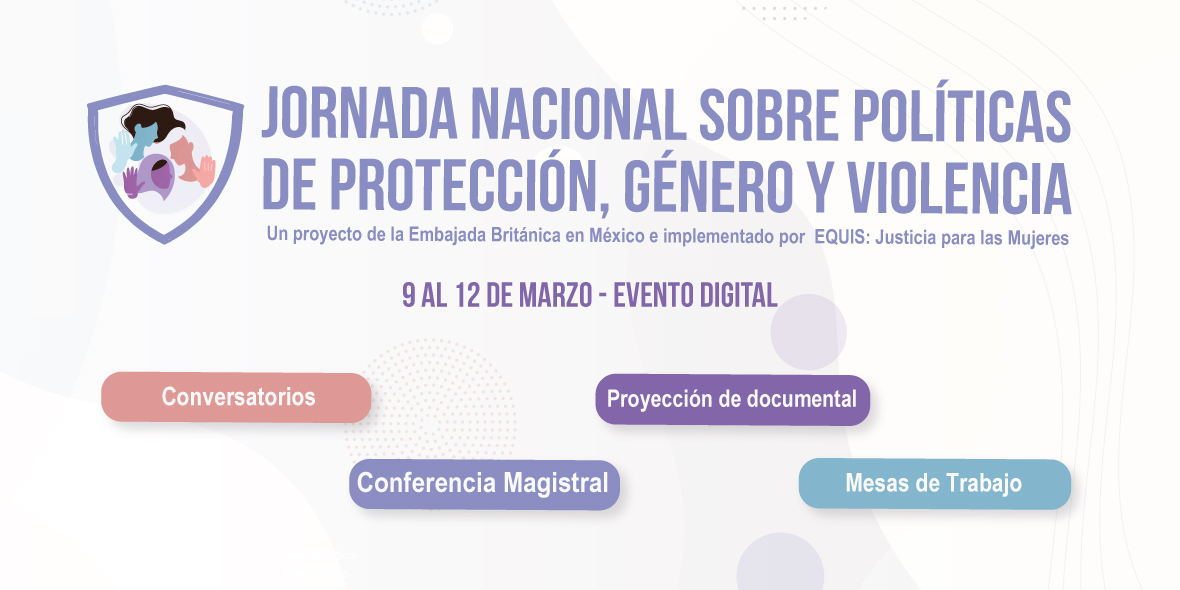 JORNADA NACIONAL SOBRE POLÍTICAS
DE PROTECCIÓN, GÉNERO Y VIOLENCIA
Un proyecto de la Embajada Británica en México e implementado por EQUIS: Justicia para las Mujeres
9 AL 12 DE MARZO - EVENTO DIGITAL
Conversatorios
Proyección de documental
Conferencia Magistral
Mesas de Trabajo